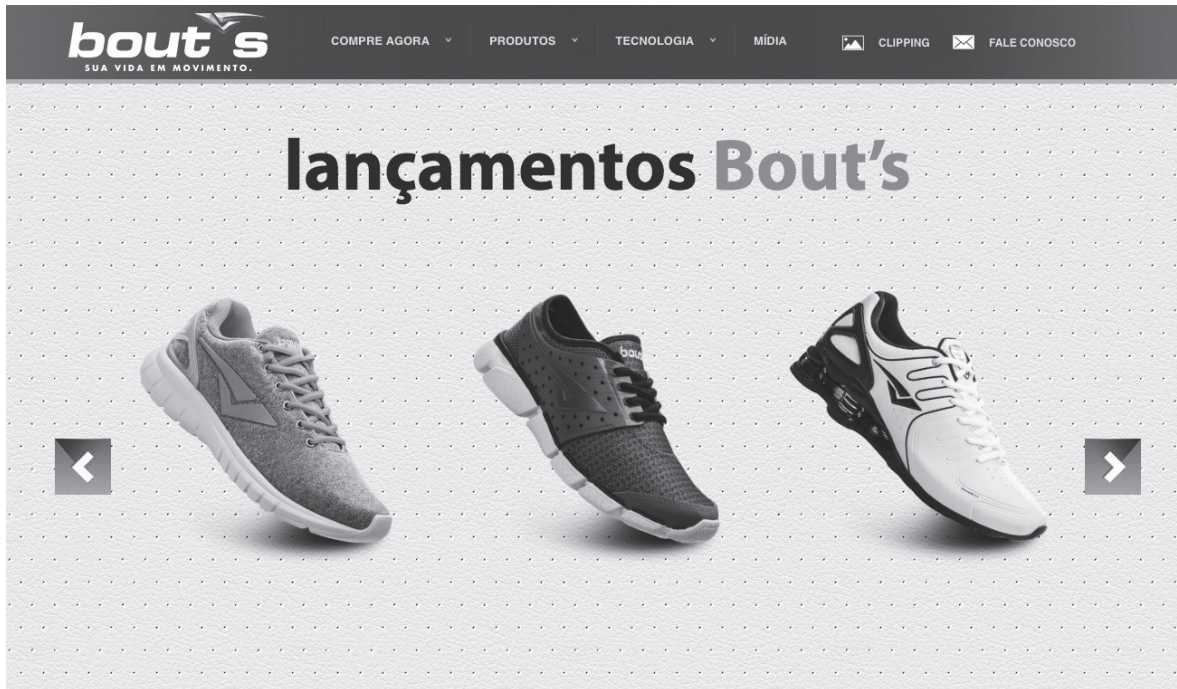 bout's
SUA VIDA EM MOVIMENTO.
COMPRE AGORA PRODUTOS TECNOLOGIA MÍDIA CLIPPING FALE CONOSCO
lançamentos Bout's